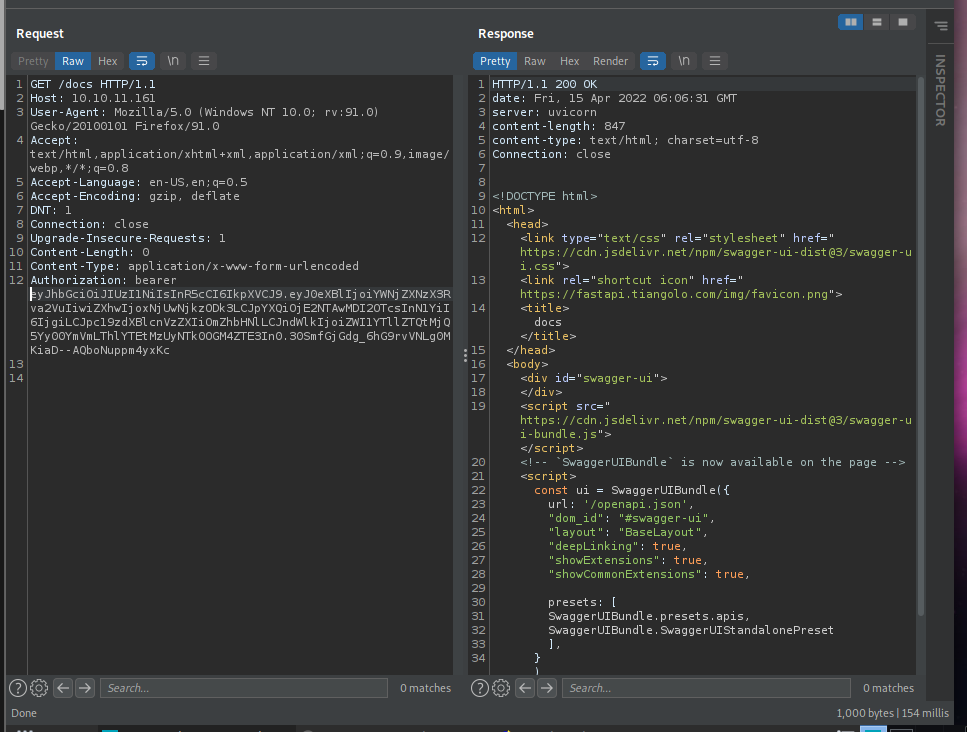 Request
Pretty Raw Hex \n
1 GET /docs HTTP/1.1
2 Host: 10.10.11.161
3 User-Agent: Mozilla/5.0 (Windows NT 10.0; rv:91.0)
Gecko/20100101 Firefox/91.0
4 Accept:
text/html,application/xhtml+xml,application/xml;q=0.9,image/
webp,*/*;q=0.8
5 Accept-Language: en-US,en;q=0.5
6 Accept-Encoding: gzip, deflate
7 DNT: 1
8 Connection: close
9 Upgrade-Insecure-Requests: 1
10 Content-Length: 0
11 Content-Type: application/x-www-form-urlencoded
12 Authorization: bearer
13
14
Search... 0 matches
Done
Response
Pretty Raw Hex Render \n
1 HTTP/1.1 200 OK
2 date: Fri, 15 Apr 2022 06:06:31 GMT
3 server: uvicorn
4 content-length: 847
5 content-type: text/html; charset=utf-8
6 Connection: close
7
8
9 <!DOCTYPE html>
10 <html>
11 <head>
12 <link type="text/css" rel="stylesheet" href="
https://cdn.jsdelivr.net/npm/swagger-ui-dist@3/swagger-u
i.css">
13 <link rel="shortcut icon" href="
https://fastapi.tiangolo.com/img/favicon.png">
14 <title>
docs
</title>
15 </head>
16 <body>
17 <div id="swagger-ui">
18 </div>
19 <script src="
https://cdn.jsdelivr.net/npm/swagger-ui-dist@3/swagger-u
i-bundle.js">
</script>
20 <!-- `SwaggerUIBundle` is now available on the page -->
21 <script>
22 const ui = SwaggerUIBundle({
23 url: '/openapi.json',
24 "dom_id": "#swagger-ui",
25 "layout": "BaseLayout",
26 "deepLinking": true,
27 "showExtensions": true,
28 "showCommonExtensions": true,
29
30 presets: [
31 SwaggerUIBundle.presets.apis,
32 SwaggerUIBundle.SwaggerUIStandalonePreset
33 ],
34 }
)
Search... 0 matches
1,000 bytes | 154 millis
INSPECTOR